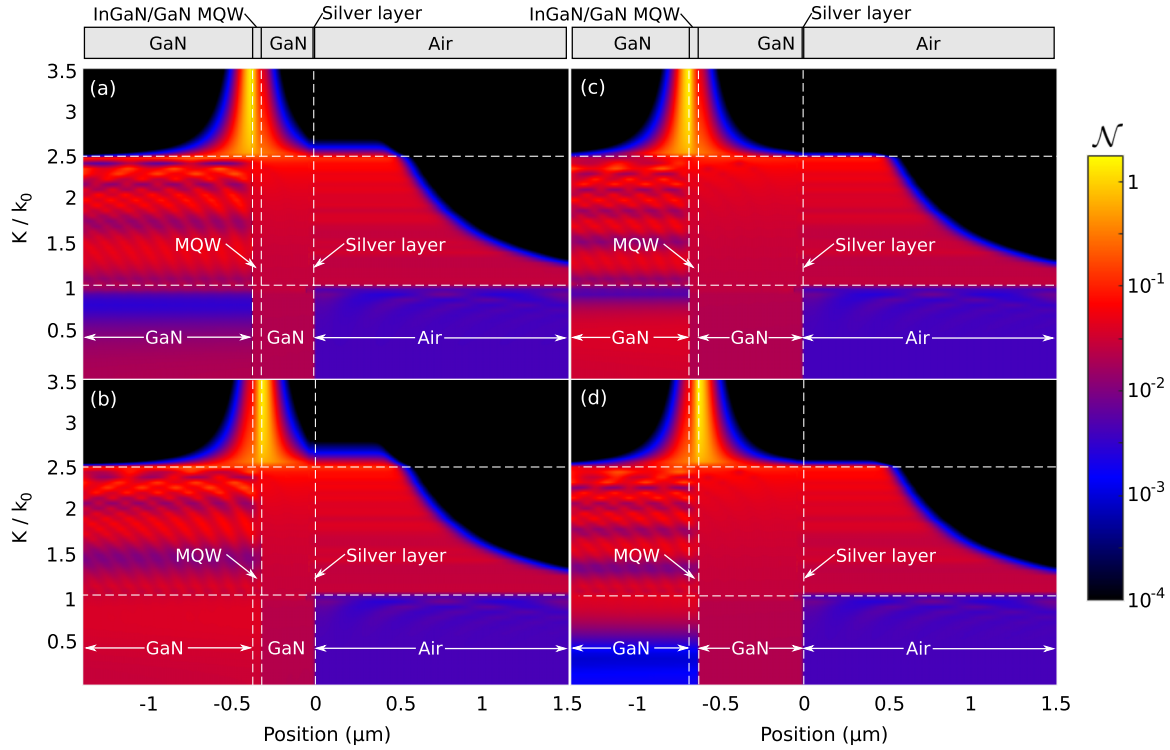 InGaN/GaN MQW Silver layer InGaN/GaN MQW Silver layer
GaN GaN Air GaN GaN Air
3.5 (a) (c)
3
2.5
2
1.5
1
0.5
K / k0
MQW Silver layer MQW Silver layer
GaN GaN Air GaN GaN Air
3.5 (b) (d)
3
2.5
2
1.5
1
0.5
K / k0
MQW Silver layer MQW Silver layer
GaN GaN Air GaN GaN Air
-1 -0.5 0 0.5 1 1.5 -1 -0.5 0 0.5 1 1.5
Position (μm) Position (μm)
𝒩
1
10-1
10-2
10-3
10-4